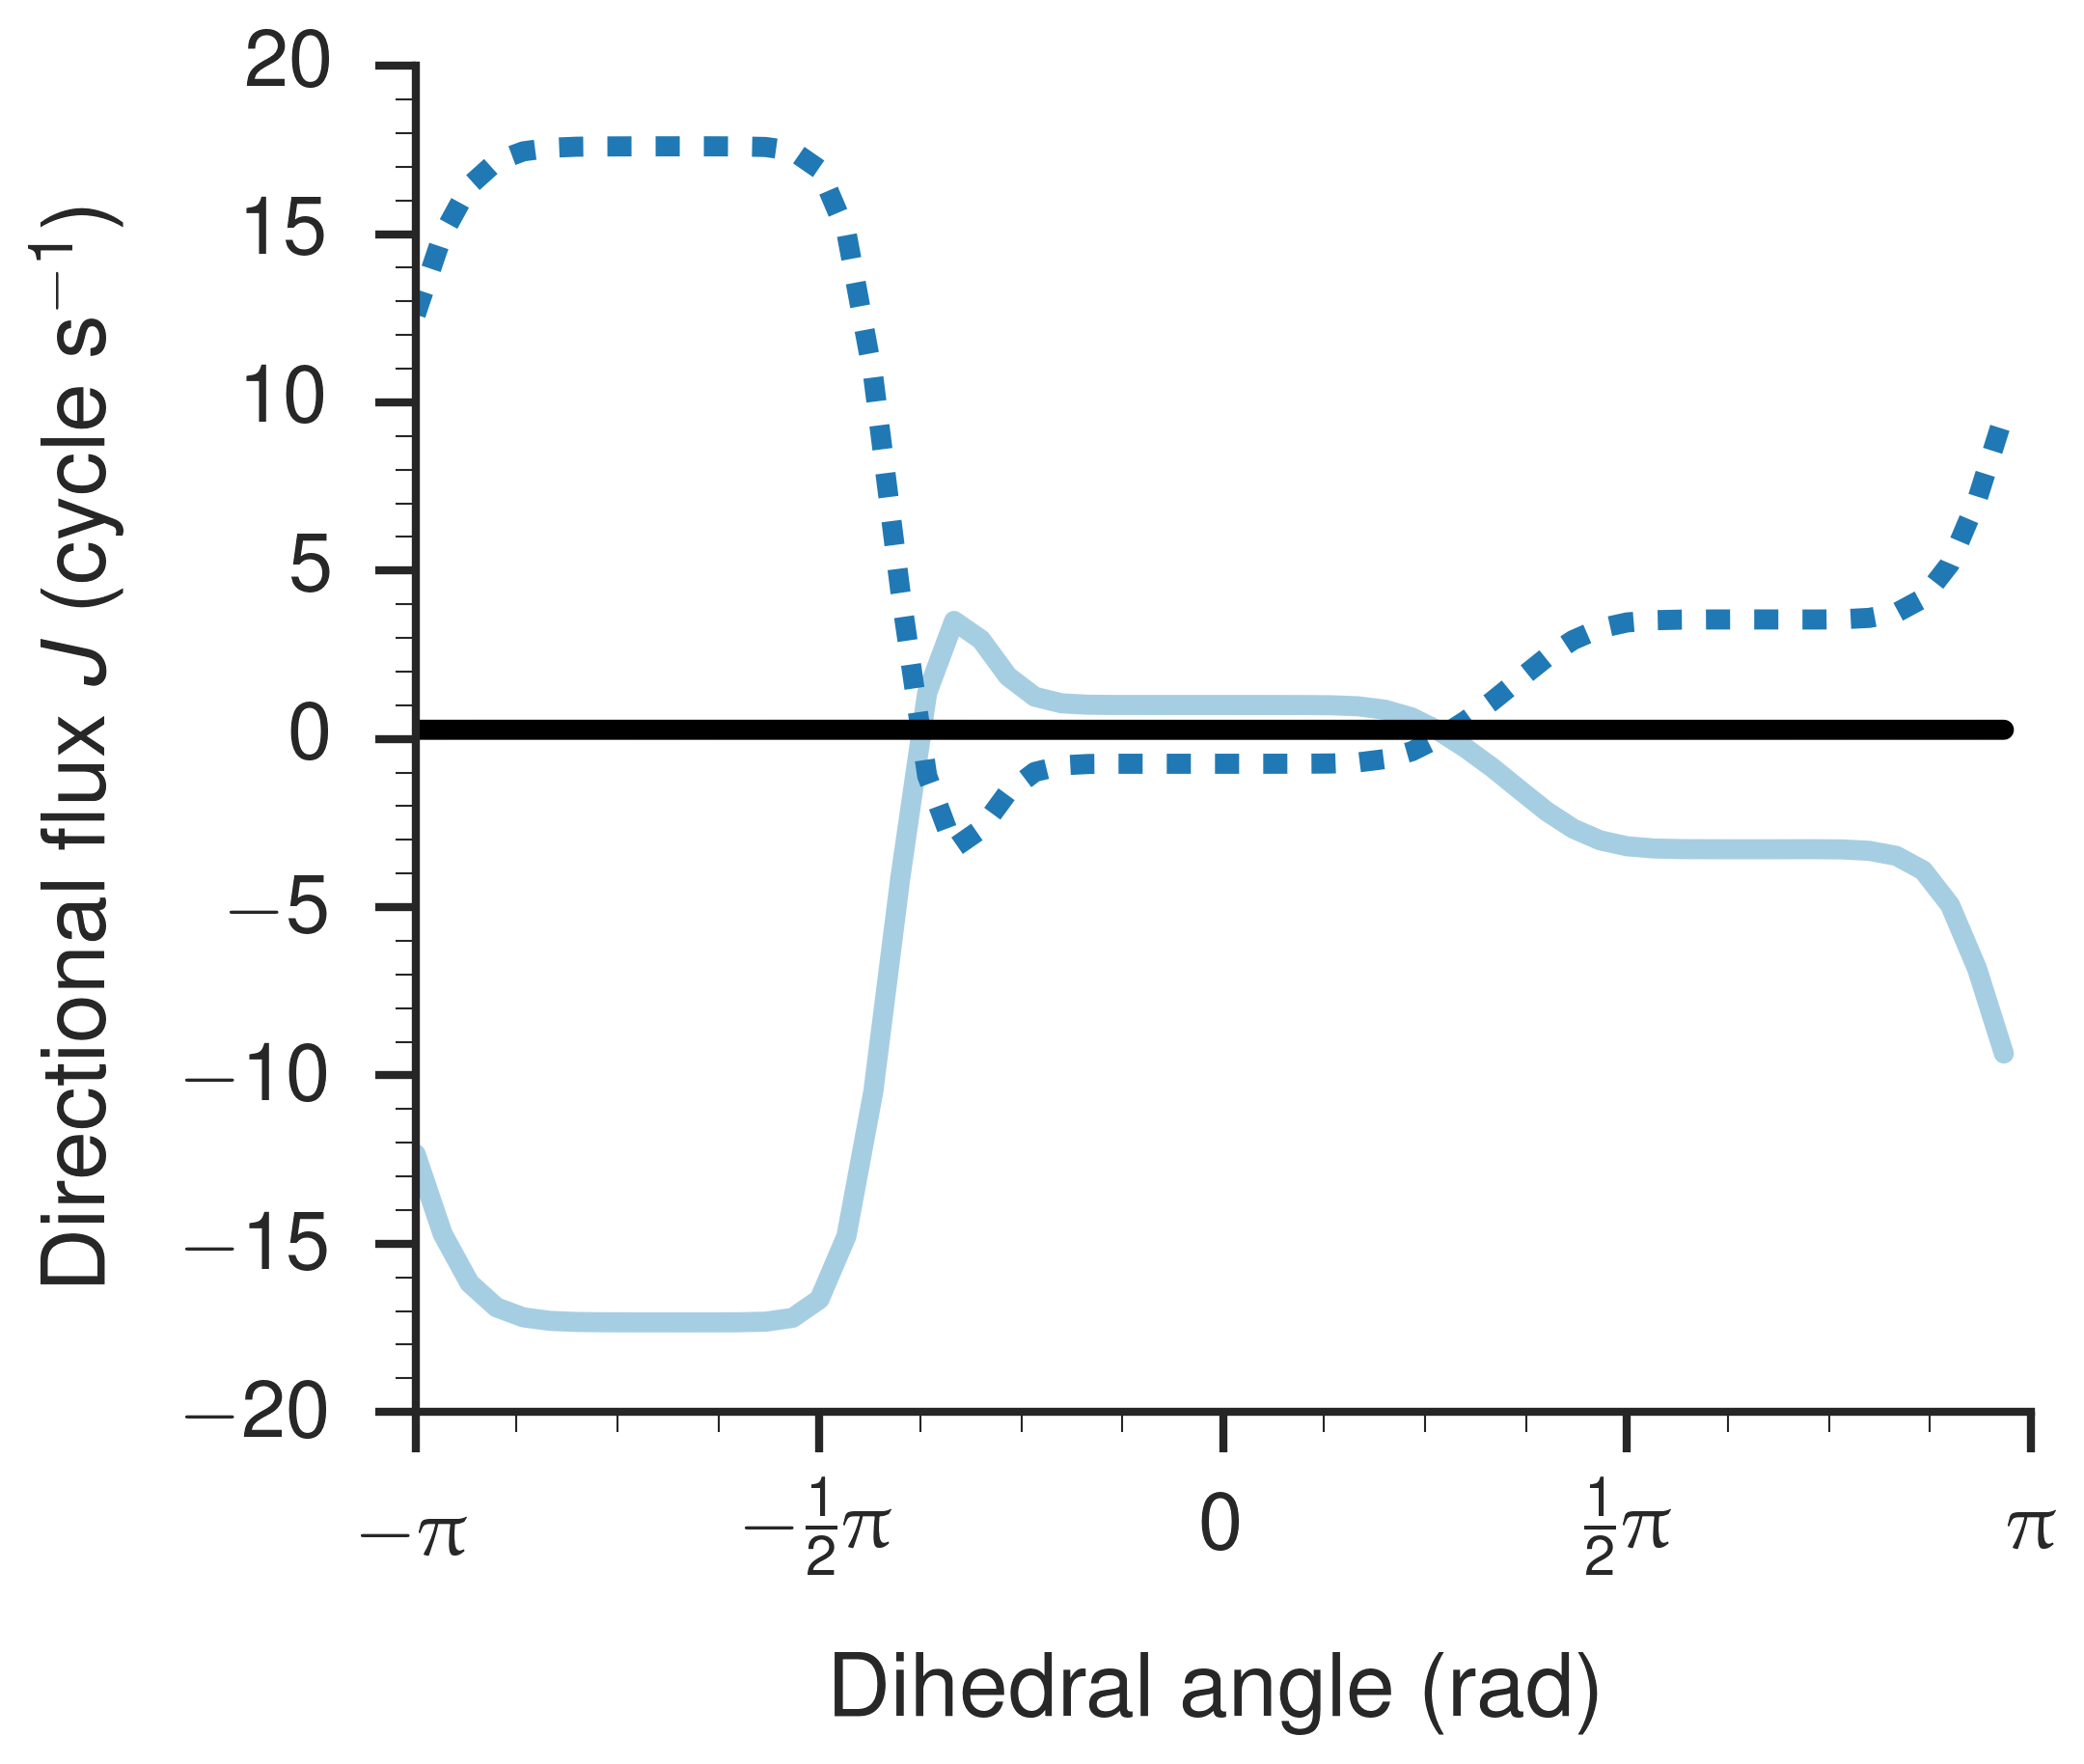 Directional flux J (cycle s⁻¹)
20
15
10
5
0
−5
−10
−15
−20
−π
−1/2π
0
1/2π
π
Dihedral angle (rad)